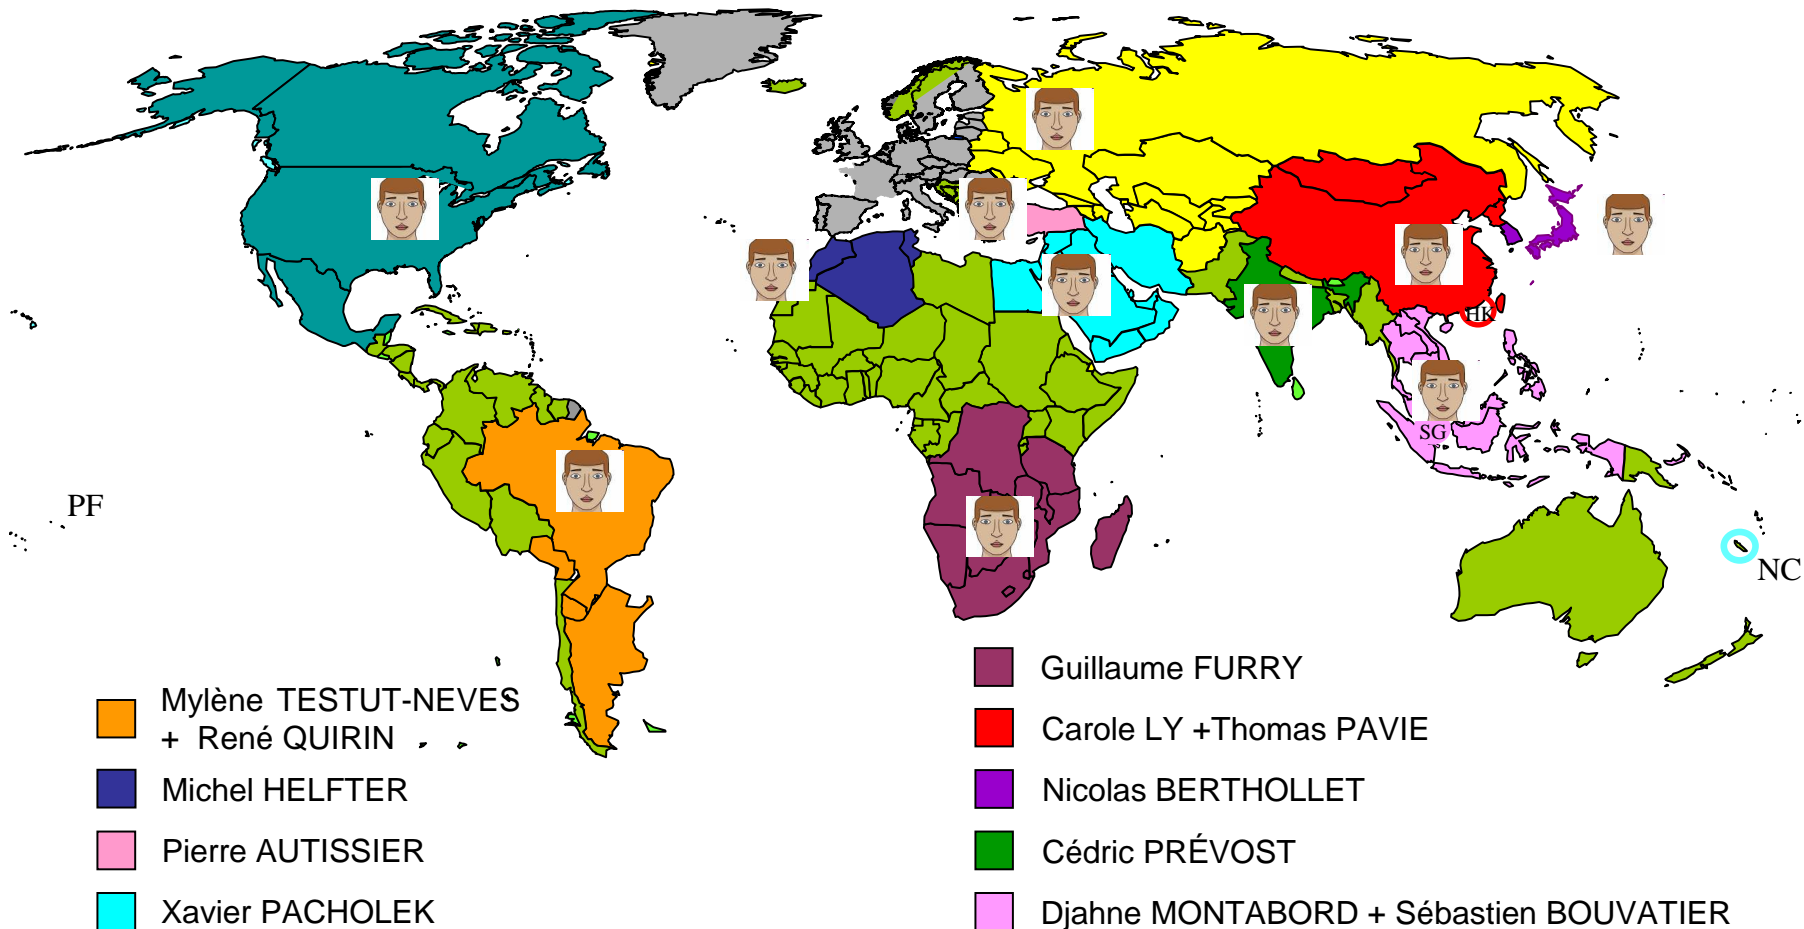 HK
SG
PF
NC
Mylène TESTUT-NEVES
+ René QUIRIN
Michel HELFTER
Pierre AUTISSIER
Xavier PACHOLEK
Guillaume FURRY
Carole LY +Thomas PAVIE
Nicolas BERTHOLLET
Cédric PRÉVOST
Djahne MONTABORD + Sébastien BOUVATIER